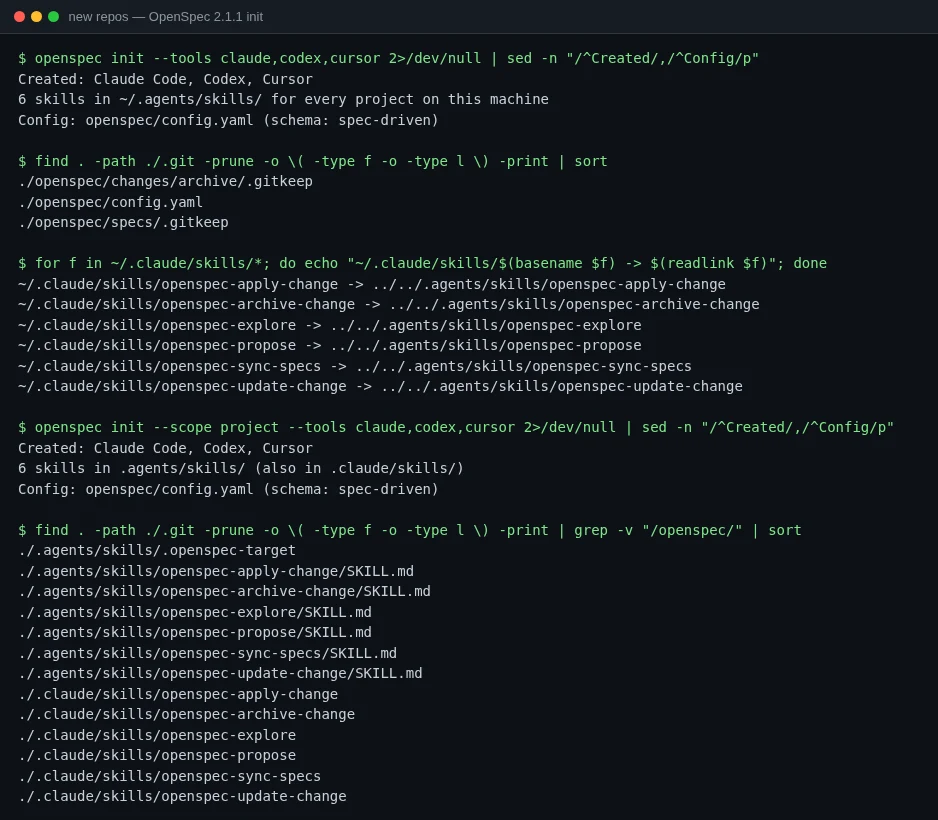 new repos — OpenSpec 2.1.1 init
$ openspec init --tools claude,codex,cursor 2>/dev/null | sed -n "/^Created/,/^Config/p"
Created: Claude Code, Codex, Cursor
6 skills in ~/.agents/skills/ for every project on this machine
Config: openspec/config.yaml (schema: spec-driven)
$ find . -path ./.git -prune -o \( -type f -o -type l \) -print | sort
./openspec/changes/archive/.gitkeep
./openspec/config.yaml
./openspec/specs/.gitkeep
$ for f in ~/.claude/skills/*; do echo "~/.claude/skills/$(basename $f) -> $(readlink $f)"; done
~/.claude/skills/openspec-apply-change -> ../../.agents/skills/openspec-apply-change
~/.claude/skills/openspec-archive-change -> ../../.agents/skills/openspec-archive-change
~/.claude/skills/openspec-explore -> ../../.agents/skills/openspec-explore
~/.claude/skills/openspec-propose -> ../../.agents/skills/openspec-propose
~/.claude/skills/openspec-sync-specs -> ../../.agents/skills/openspec-sync-specs
~/.claude/skills/openspec-update-change -> ../../.agents/skills/openspec-update-change
$ openspec init --scope project --tools claude,codex,cursor 2>/dev/null | sed -n "/^Created/,/^Config/p"
Created: Claude Code, Codex, Cursor
6 skills in .agents/skills/ (also in .claude/skills/)
Config: openspec/config.yaml (schema: spec-driven)
$ find . -path ./.git -prune -o \( -type f -o -type l \) -print | grep -v "/openspec/" | sort
./.agents/skills/.openspec-target
./.agents/skills/openspec-apply-change/SKILL.md
./.agents/skills/openspec-archive-change/SKILL.md
./.agents/skills/openspec-explore/SKILL.md
./.agents/skills/openspec-propose/SKILL.md
./.agents/skills/openspec-sync-specs/SKILL.md
./.agents/skills/openspec-update-change/SKILL.md
./.claude/skills/openspec-apply-change
./.claude/skills/openspec-archive-change
./.claude/skills/openspec-explore
./.claude/skills/openspec-propose
./.claude/skills/openspec-sync-specs
./.claude/skills/openspec-update-change